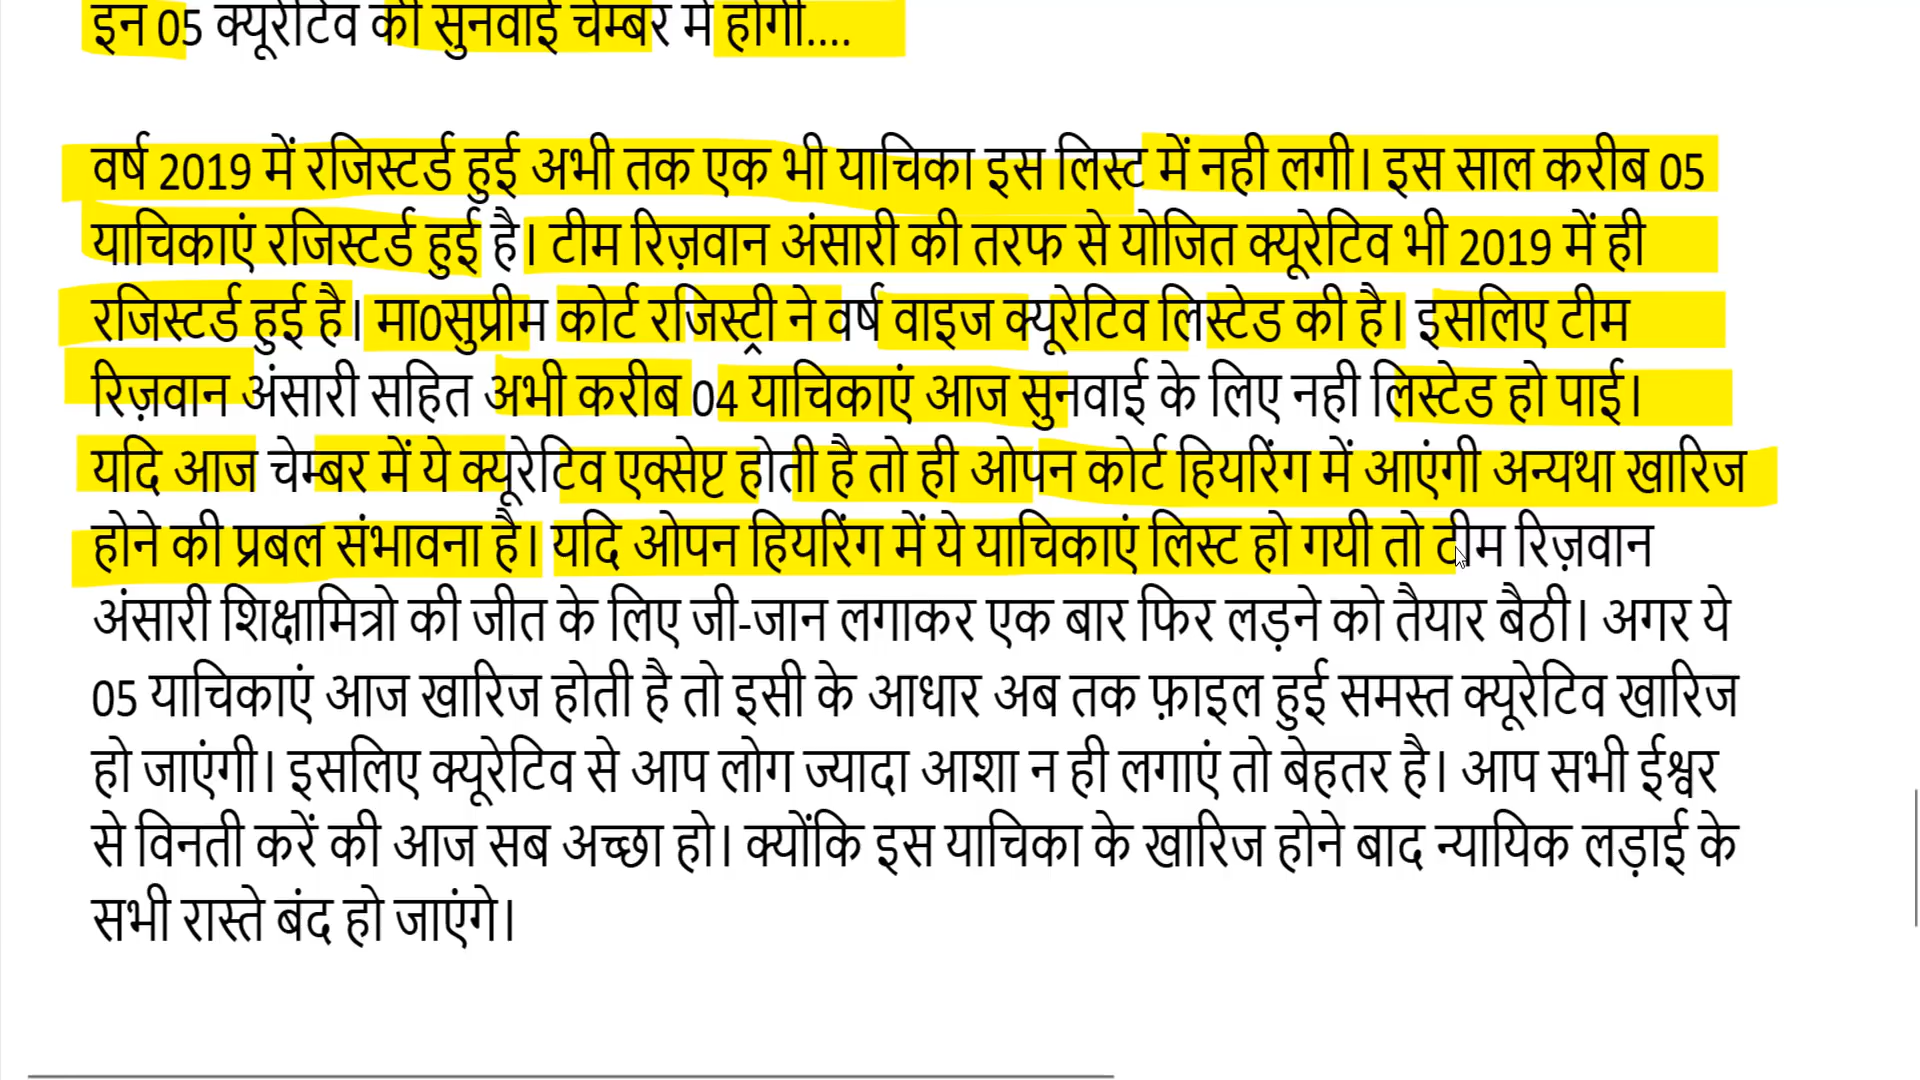 इन 05 क्यूरेटिव की सुनवाई चेम्बर में होगी....
वर्ष 2019 में रजिस्टर्ड हुई अभी तक एक भी याचिका इस लिस्ट में नही लगी। इस साल करीब 05
याचिकाएं रजिस्टर्ड हुई है। टीम रिज़वान अंसारी की तरफ से योजित क्यूरेटिव भी 2019 में ही
रजिस्टर्ड हुई है। मा0सुप्रीम कोर्ट रजिस्ट्री ने वर्ष वाइज क्यूरेटिव लिस्टेड की है। इसलिए टीम
रिज़वान अंसारी सहित अभी करीब 04 याचिकाएं आज सुनवाई के लिए नही लिस्टेड हो पाई।
यदि आज चेम्बर में ये क्यूरेटिव एक्सेप्ट होती है तो ही ओपन कोर्ट हियरिंग में आएंगी अन्यथा खारिज
होने की प्रबल संभावना है। यदि ओपन हियरिंग में ये याचिकाएं लिस्ट हो गयी तो टीम रिज़वान
अंसारी शिक्षामित्रो की जीत के लिए जी-जान लगाकर एक बार फिर लड़ने को तैयार बैठी। अगर ये
05 याचिकाएं आज खारिज होती है तो इसी के आधार अब तक फ़ाइल हुई समस्त क्यूरेटिव खारिज
हो जाएंगी। इसलिए क्यूरेटिव से आप लोग ज्यादा आशा न ही लगाएं तो बेहतर है। आप सभी ईश्वर
से विनती करें की आज सब अच्छा हो। क्योंकि इस याचिका के खारिज होने बाद न्यायिक लड़ाई के
सभी रास्ते बंद हो जाएंगे।